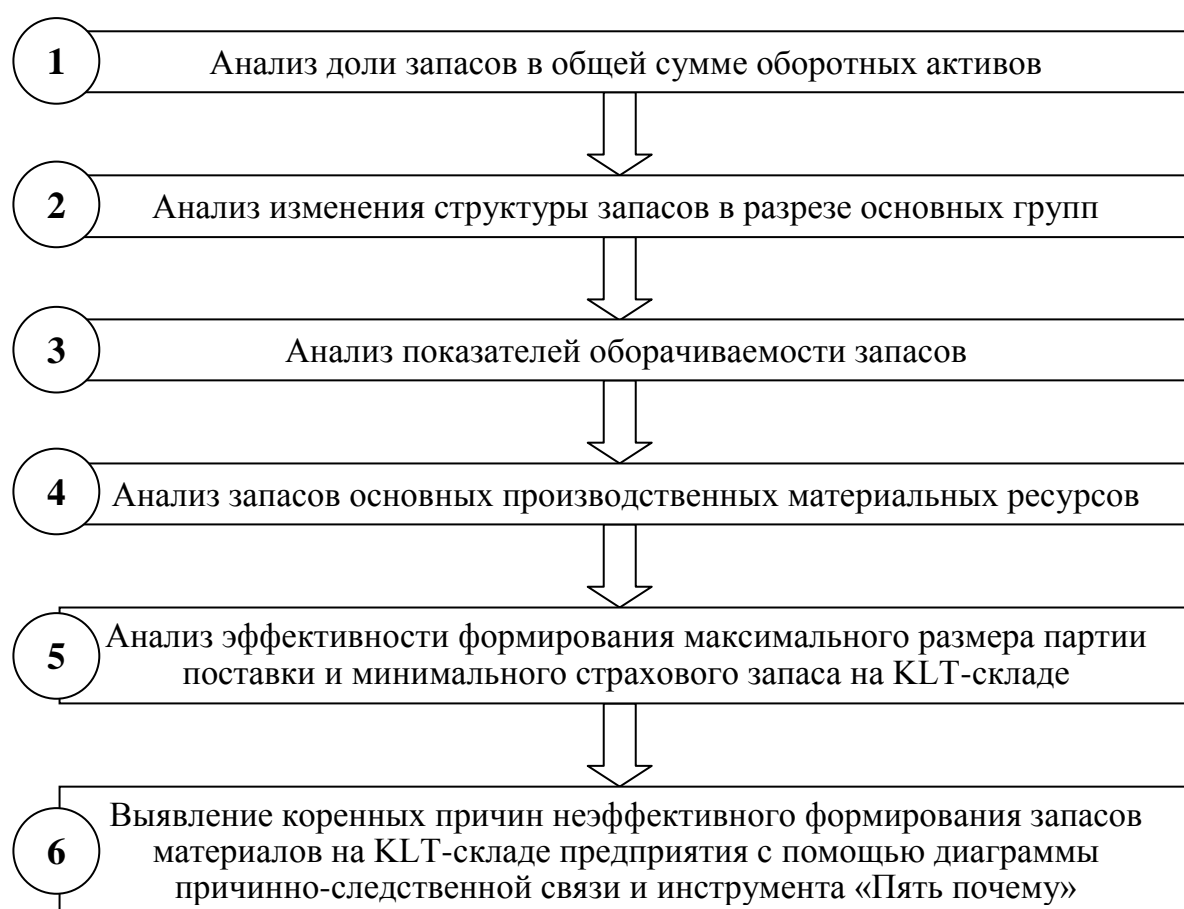 1
Анализ доли запасов в общей сумме оборотных активов
2
Анализ изменения структуры запасов в разрезе основных групп
3
Анализ показателей оборачиваемости запасов
4
Анализ запасов основных производственных материальных ресурсов
5
Анализ эффективности формирования максимального размера партии
поставки и минимального страхового запаса на KLT-складе
6
Выявление коренных причин неэффективного формирования запасов
материалов на KLT-складе предприятия с помощью диаграммы
причинно-следственной связи и инструмента «Пять почему»